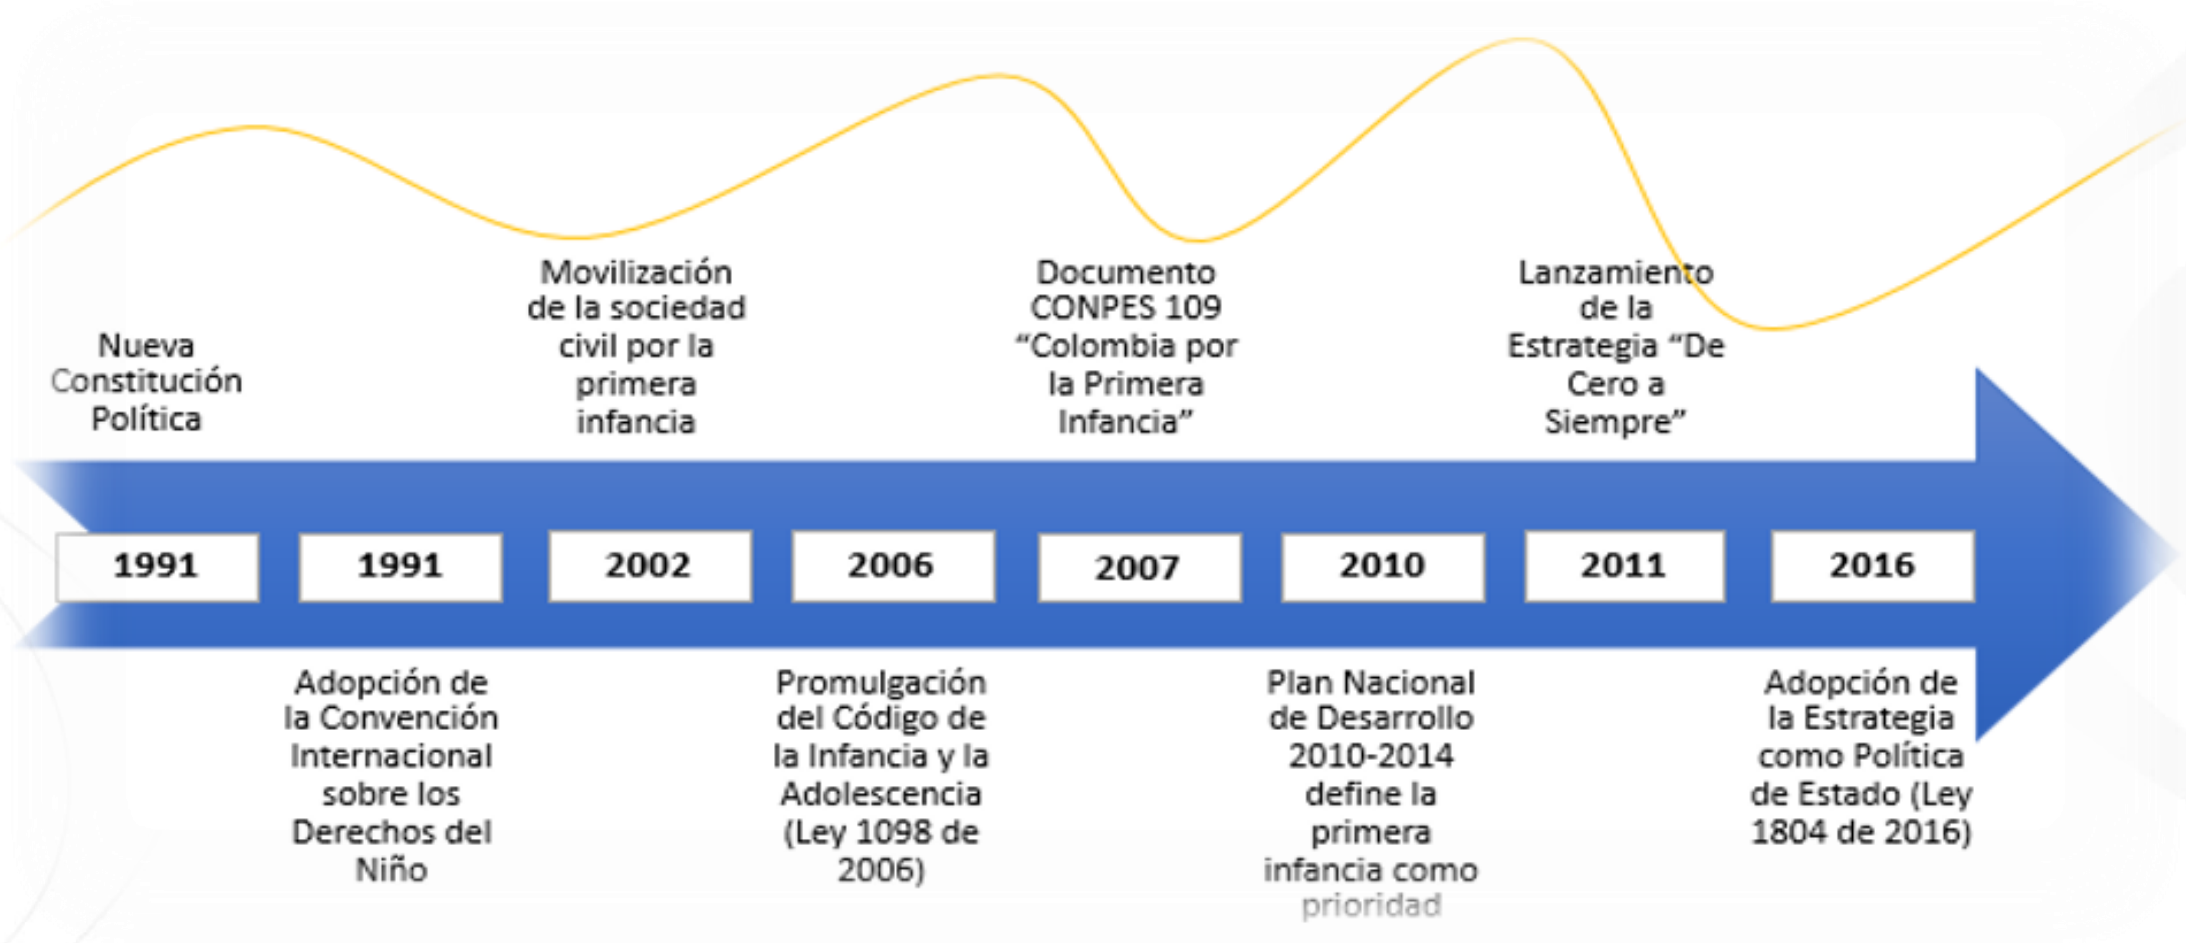 Nueva
Constitución
Política
Movilización
de la sociedad
civil por la
primera
infancia
Documento
CONPES 109
“Colombia por
la Primera
Infancia”
Lanzamiento
de la
Estrategia “De
Cero a
Siempre”
1991
1991
2002
2006
2007
2010
2011
2016
Adopción de
la Convención
Internacional
sobre los
Derechos del
Niño
Promulgación
del Código de
la Infancia y la
Adolescencia
(Ley 1098 de
2006)
Plan Nacional
de Desarrollo
2010-2014
define la
primera
infancia como
prioridad
Adopción de
la Estrategia
como Política
de Estado (Ley
1804 de 2016)